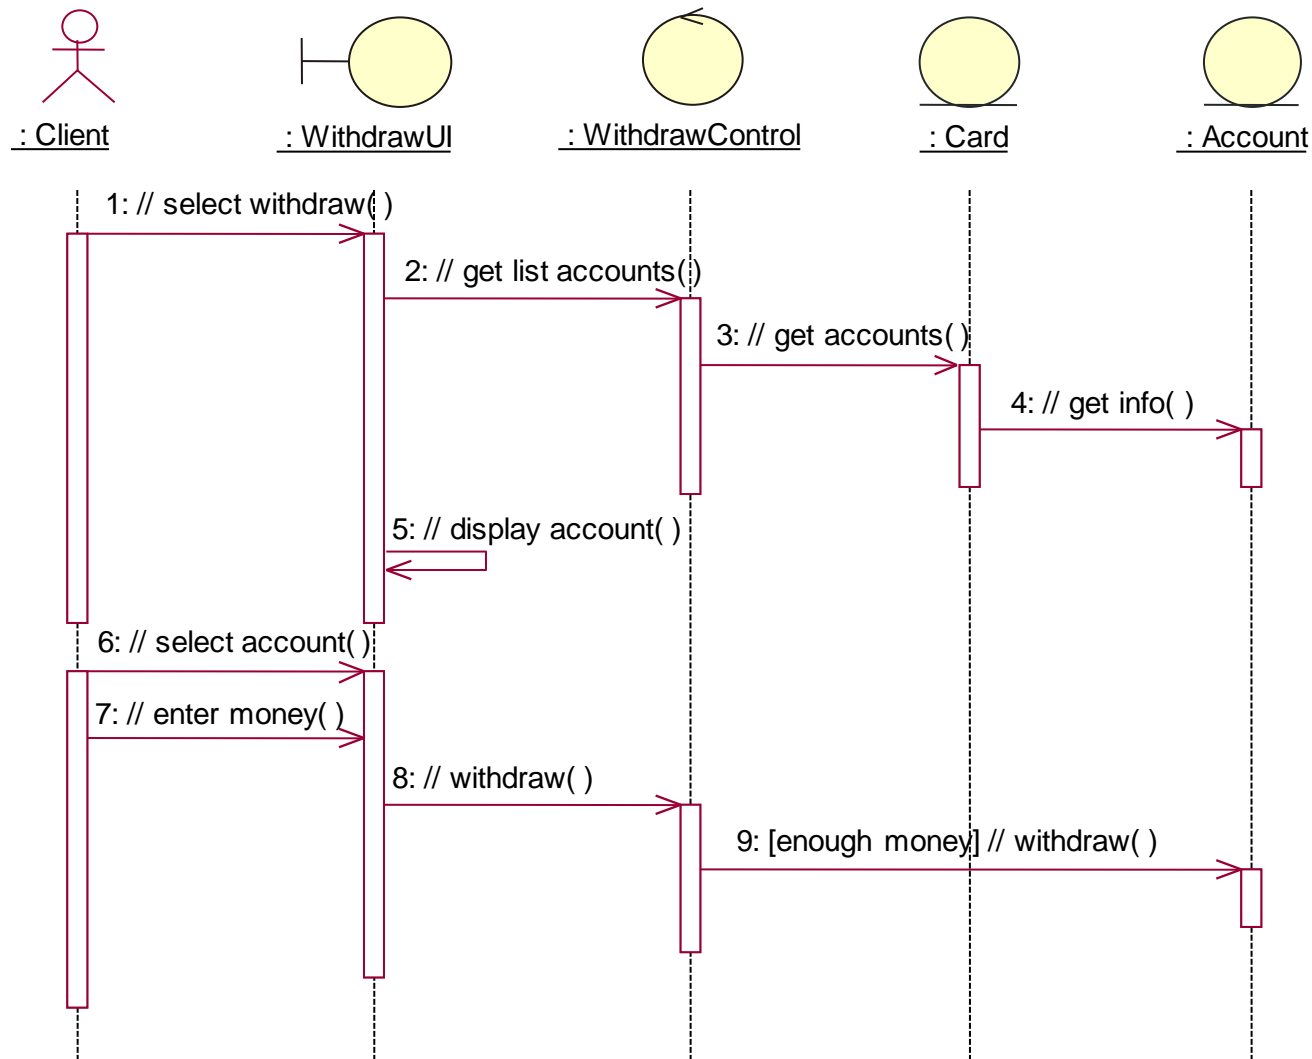 : Client
: WithdrawUI
: WithdrawControl
: Card
: Account
1: // select withdraw( )
2: // get list accounts( )
3: // get accounts( )
4: // get info( )
5: // display account( )
6: // select account( )
7: // enter money( )
8: // withdraw( )
9: [enough money] // withdraw( )